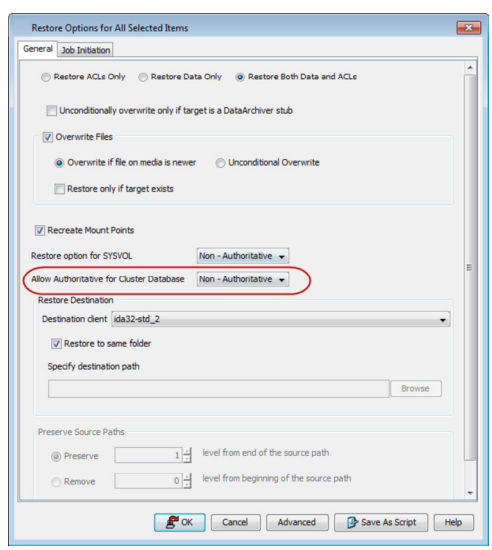 Restore Options for All Selected Items
General Job Initiation
Restore ACLs Only Restore Data Only Restore Both Data and ACLs
Unconditionally overwrite only if target is a DataArchiver stub
Overwrite Files
Overwrite if file on media is newer Unconditional Overwrite
Restore only if target exists
Recreate Mount Points
Restore option for SYSVOL Non - Authoritative
Allow Authoritative for Cluster Database Non - Authoritative
Restore Destination
Destination client ida32-std_2
Restore to same folder
Specify destination path
Browse
Preserve Source Paths
Preserve 1 level from end of the source path
Remove 0 level from beginning of the source path
OK Cancel Advanced Save As Script Help